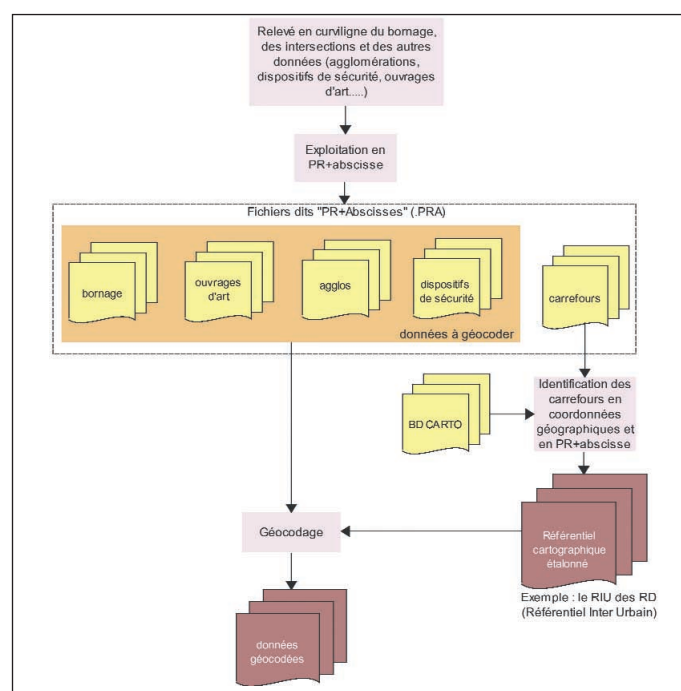 Relevé en curviligne du bornage,
des intersections et des autres
données (agglomérations,
dispositifs de sécurité, ouvrages
d'art.....)
Exploitation en
PR+abscisse
Fichiers dits "PR+Abscisses" (.PRA)
bornage
ouvrages
d'art
agglos
dispositifs
de sécurité
carrefours
données à géocoder
BD CARTO
Identification des
carrefours en
coordonnées
géographiques et
en PR+abscisse
Géocodage
Référentiel
cartographique
étalonné
Exemple : le RIU des RD
(Référentiel Inter Urbain)
données
géocodées